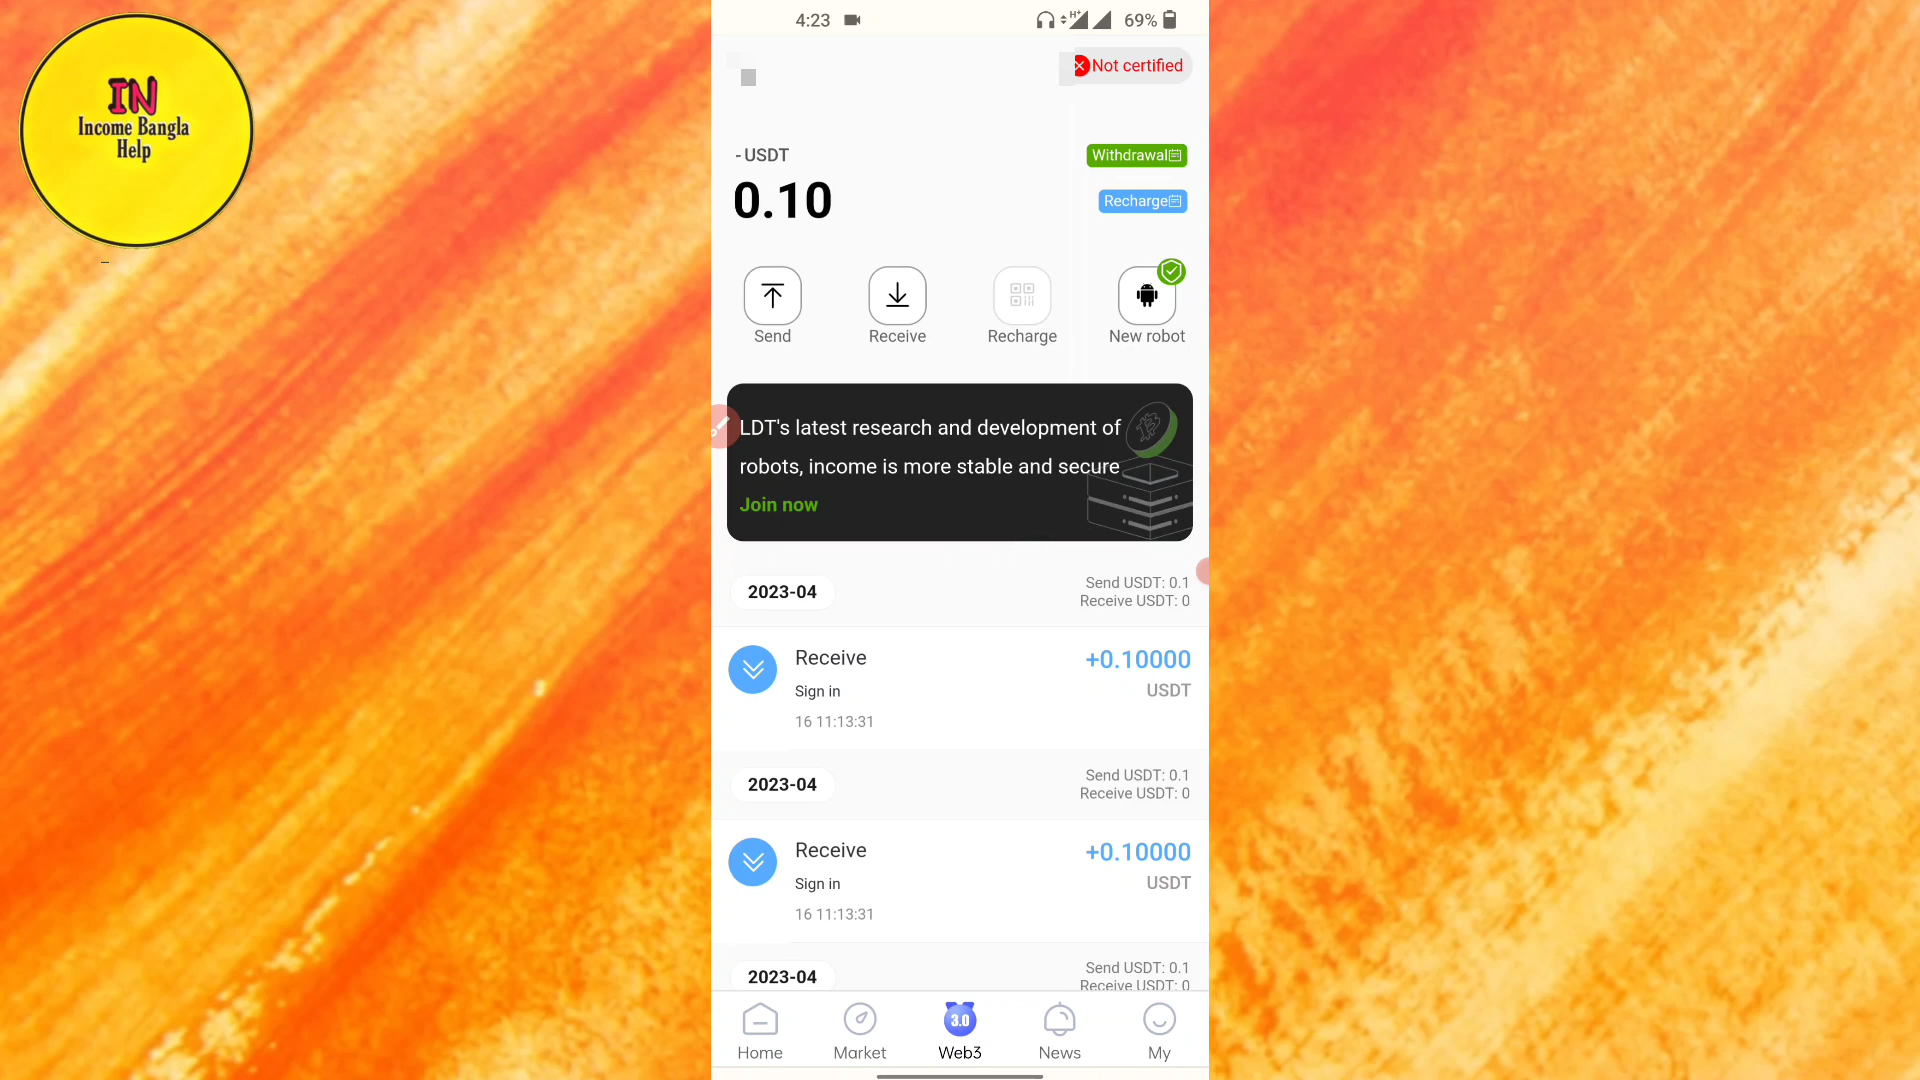 IN
Income Bangla
Help
4:23
H+
69%
Not certified
- USDT
Withdrawal
0.10
Recharge
Send
Receive
Recharge
New robot
LDT's latest research and development of
robots, income is more stable and secure
Join now
2023-04
Send USDT: 0.1
Receive USDT: 0
Receive
+0.10000
Sign in
USDT
16 11:13:31
2023-04
Send USDT: 0.1
Receive USDT: 0
Receive
+0.10000
Sign in
USDT
16 11:13:31
2023-04
Send USDT: 0.1
Receive USDT: 0
3.0
Home
Market
Web3
News
My